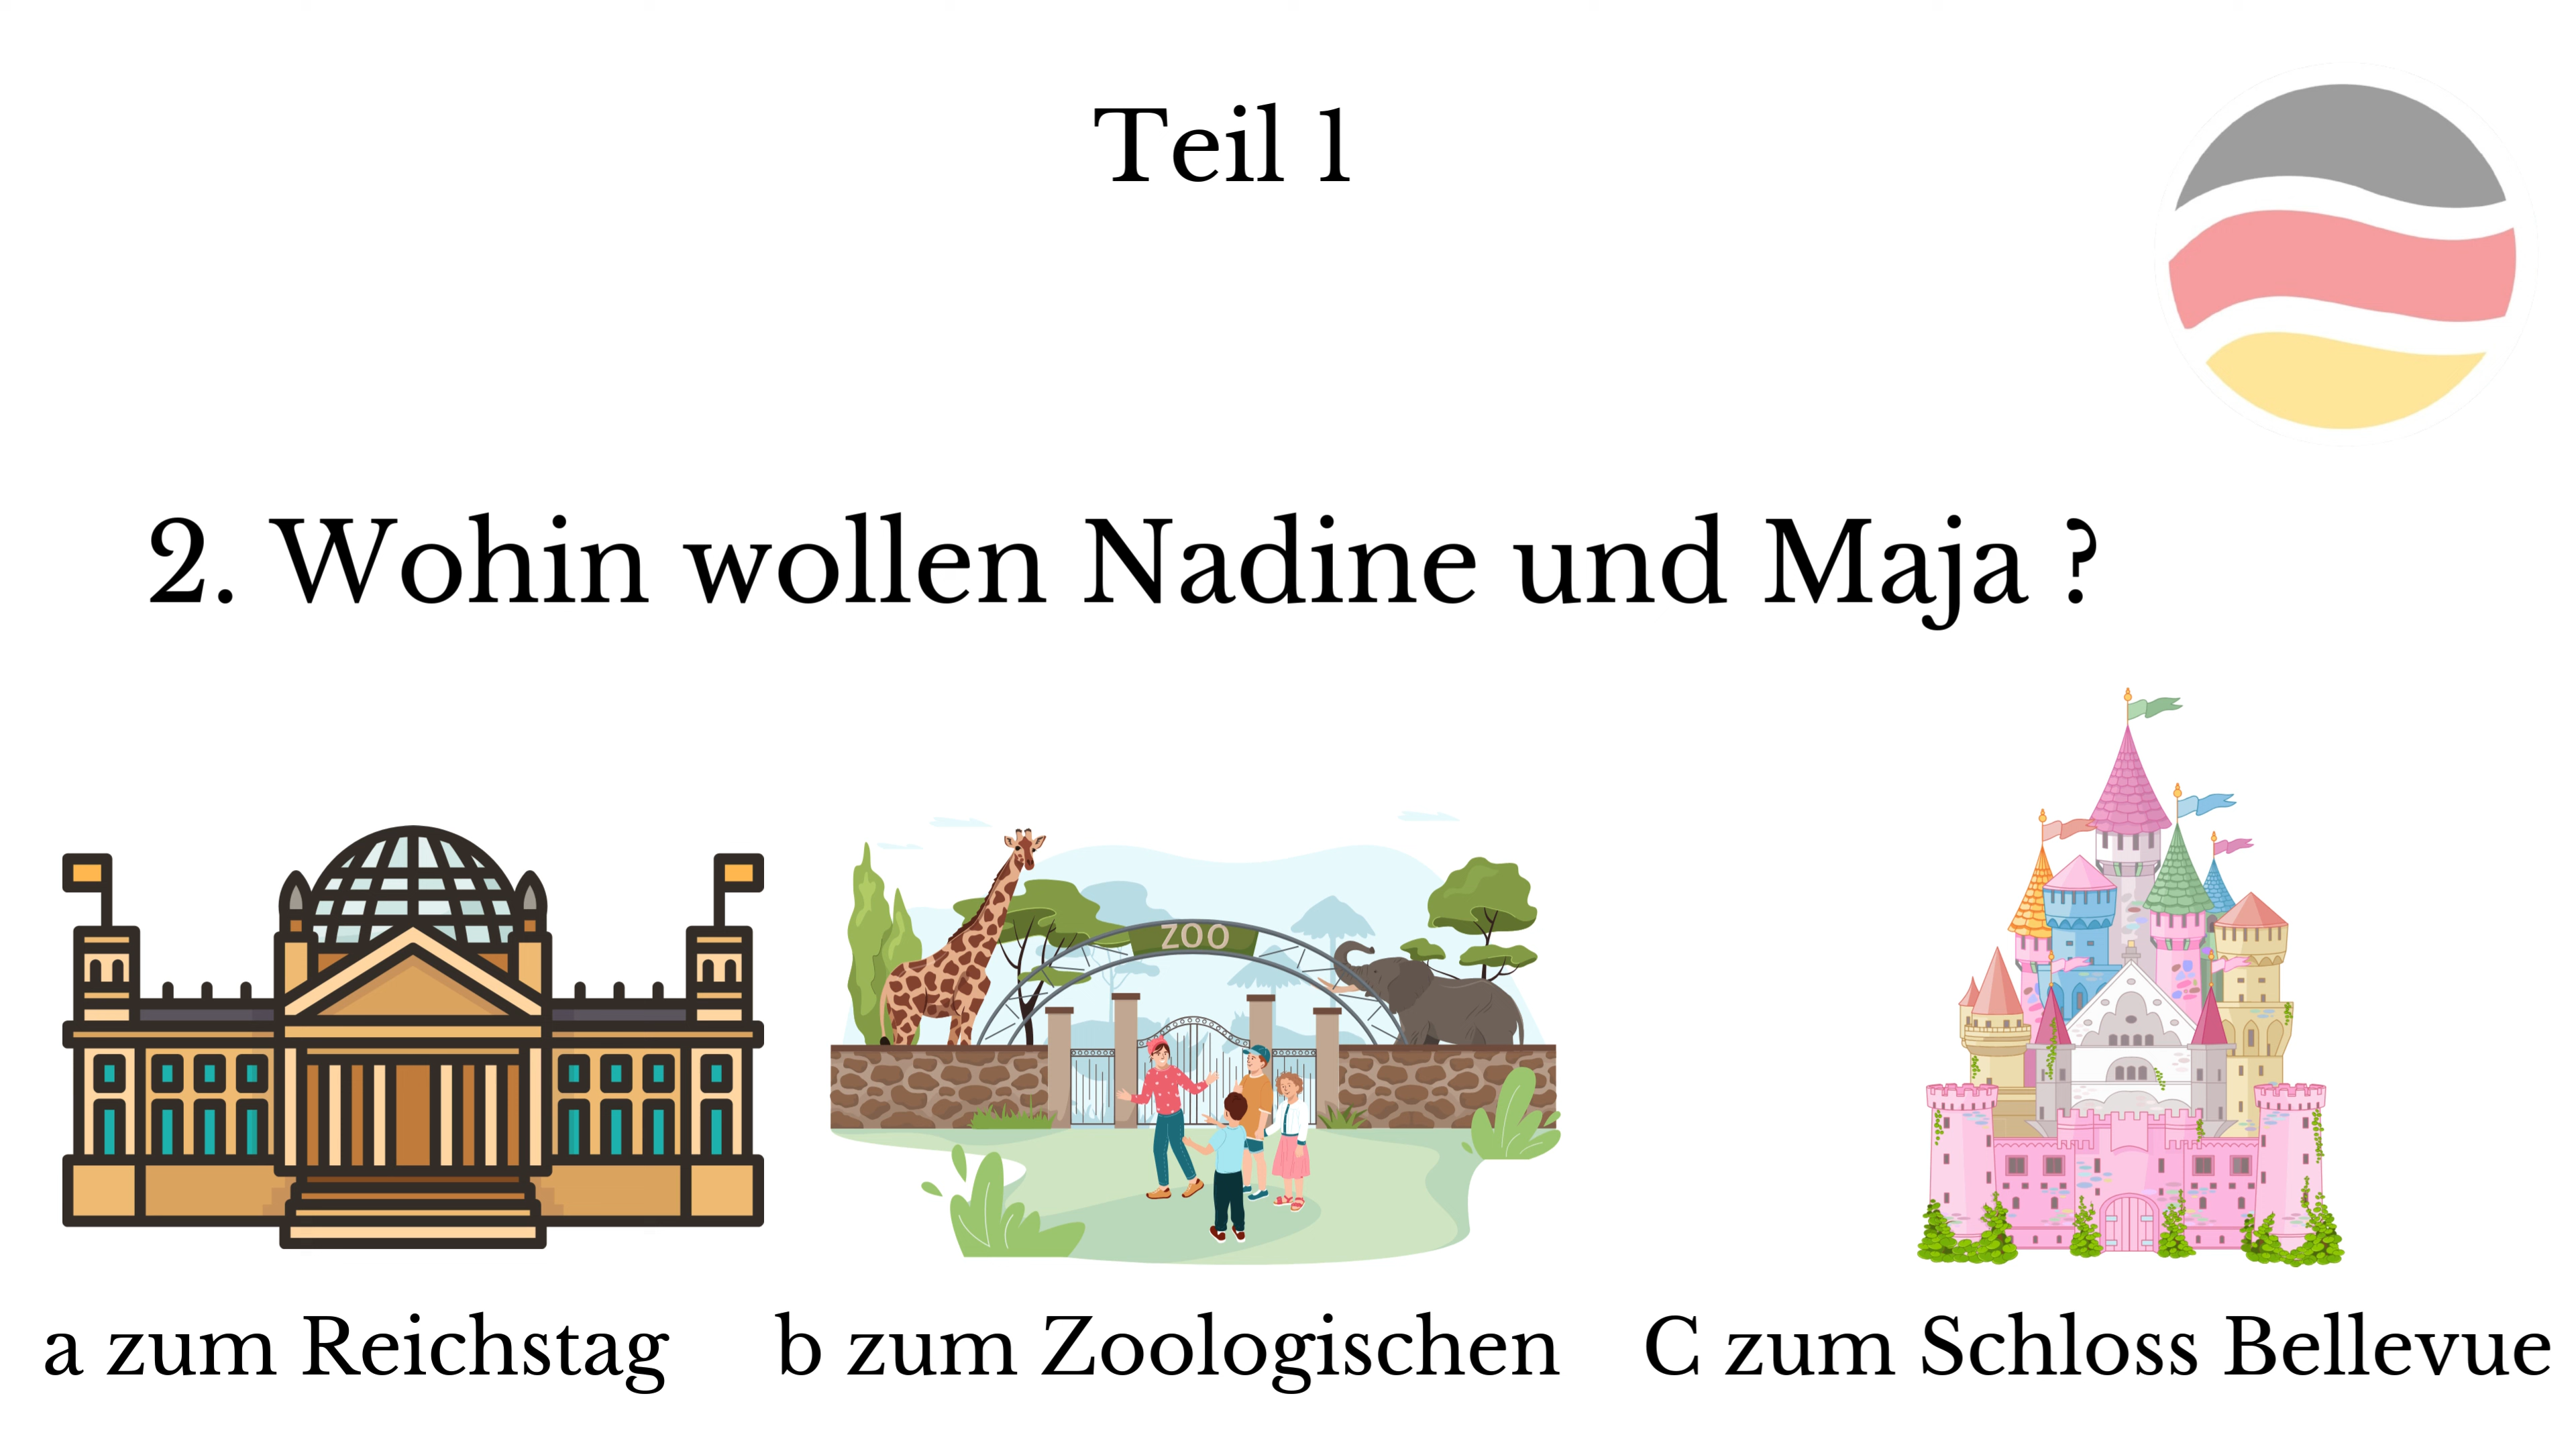 Teil 1
2. Wohin wollen Nadine und Maja ?
ZOO
a zum Reichstag
b zum Zoologischen
C zum Schloss Bellevue